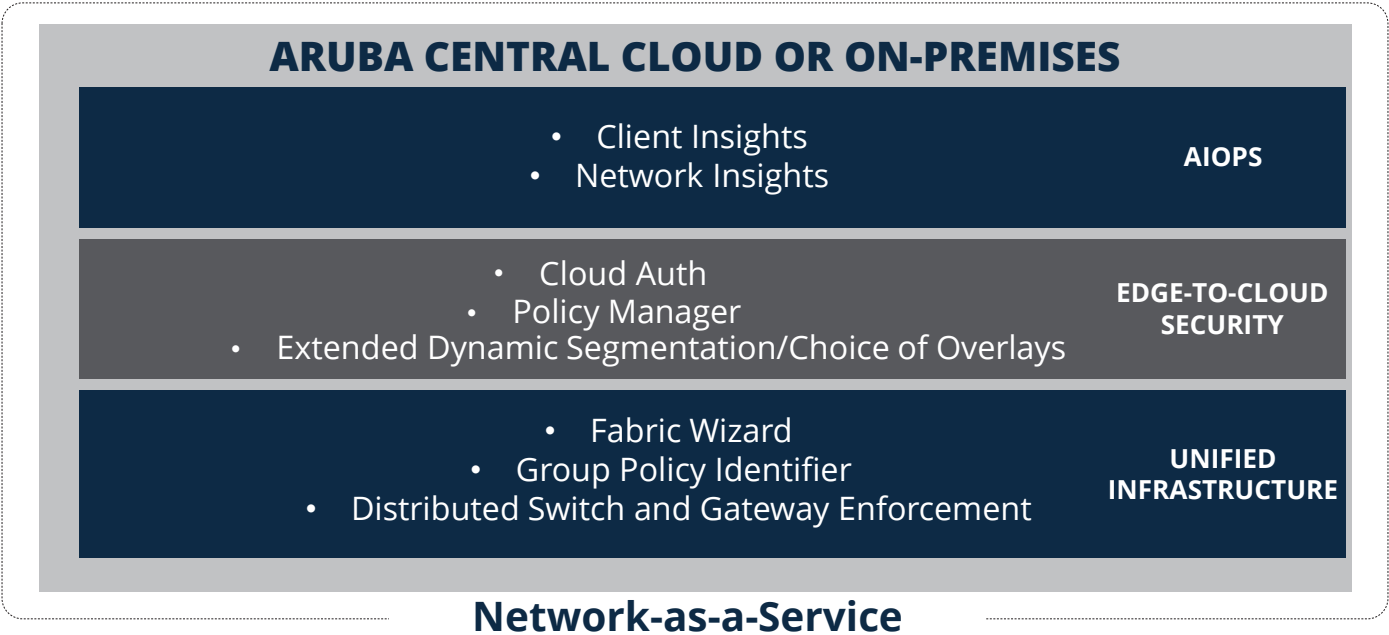 ARUBA CENTRAL CLOUD OR ON-PREMISES
• Client Insights
• Network Insights
AIOPS
• Cloud Auth
• Policy Manager
• Extended Dynamic Segmentation/Choice of Overlays
EDGE-TO-CLOUD
SECURITY
• Fabric Wizard
• Group Policy Identifier
• Distributed Switch and Gateway Enforcement
UNIFIED
INFRASTRUCTURE
Network-as-a-Service